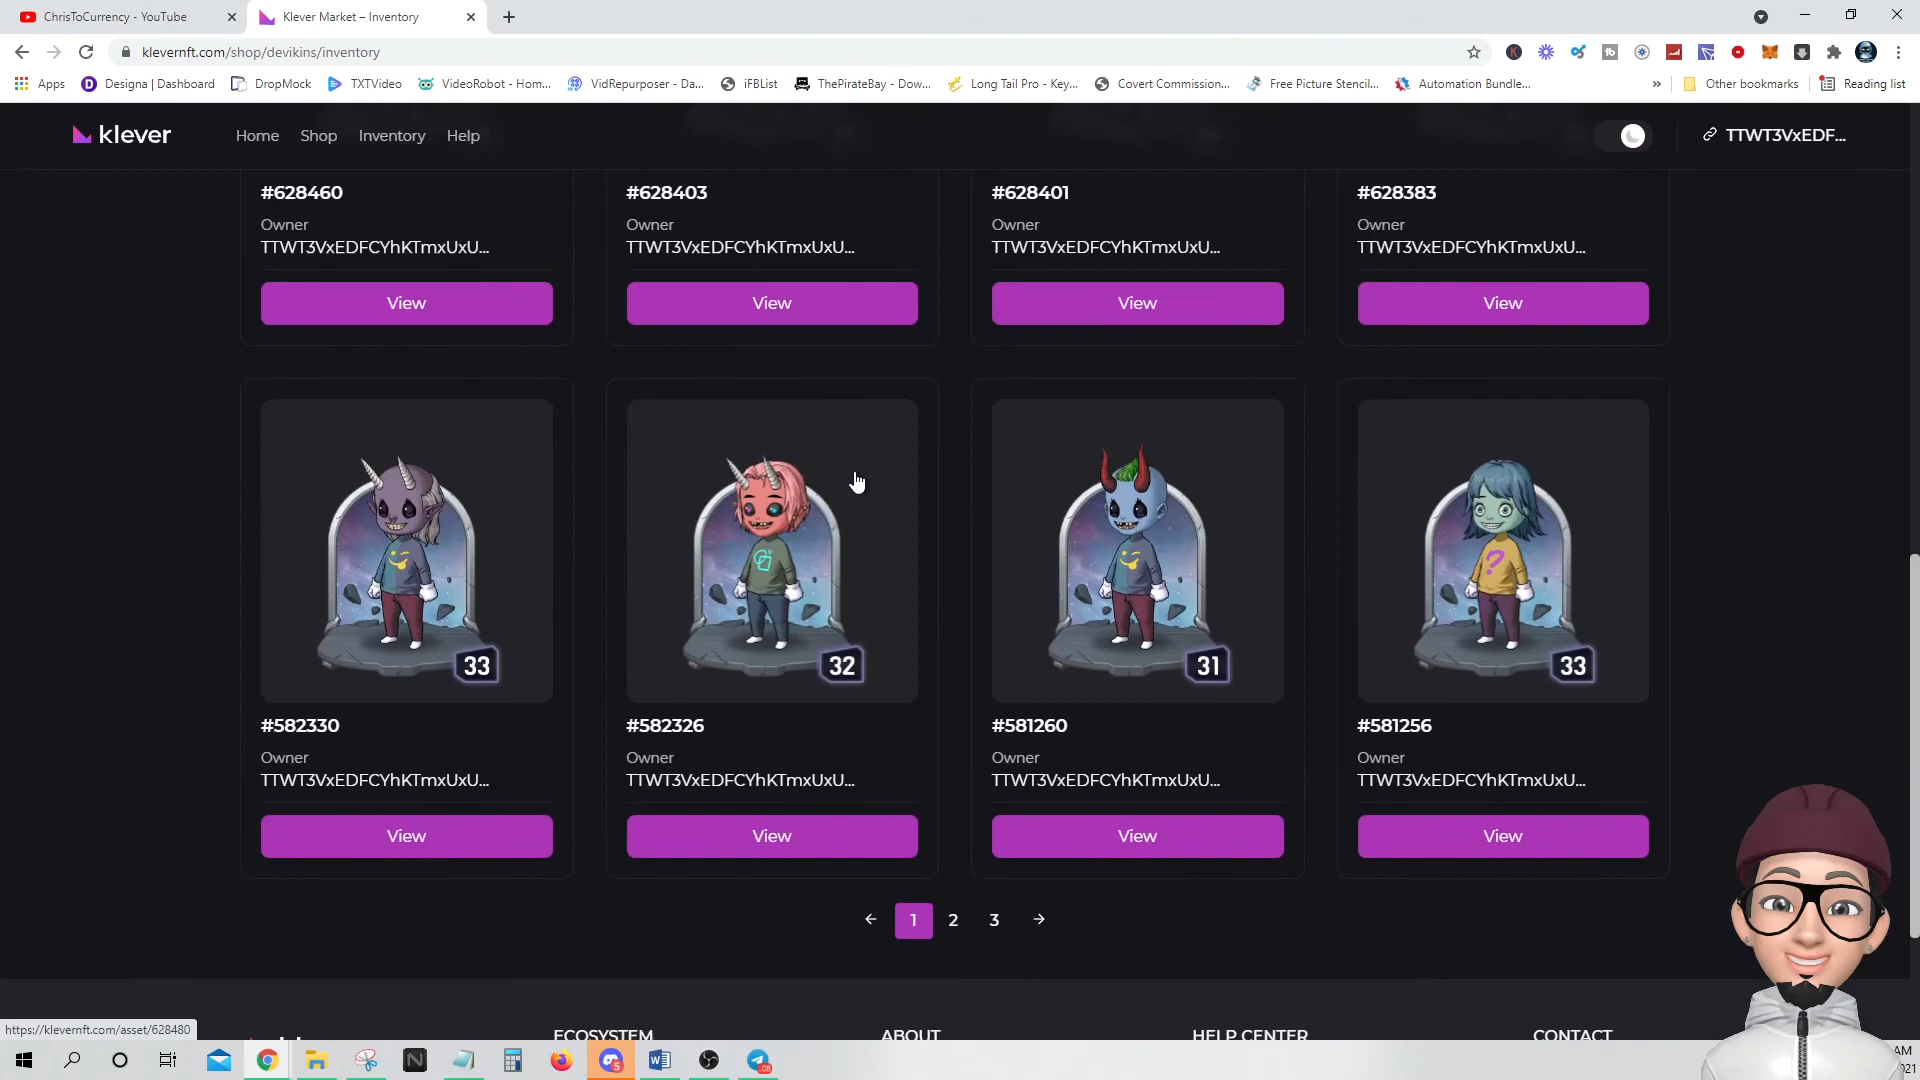 ChrisToCurrency - YouTube
Klever Market – Inventory
klevernft.com/shop/devikins/inventory
Apps
Designa | Dashboard
DropMock
TXTVideo
VideoRobot - Hom...
VidRepurposer - Da...
iFBList
ThePirateBay - Dow...
Long Tail Pro - Key...
Covert Commission...
Free Picture Stencil...
Automation Bundle...
»
Other bookmarks
Reading list
klever
Home
Shop
Inventory
Help
TTWT3VxEDF...
#628460
#628403
#628401
#628383
Owner
Owner
Owner
Owner
TTWT3VxEDFCYhKTmxUxU...
TTWT3VxEDFCYhKTmxUxU...
TTWT3VxEDFCYhKTmxUxU...
TTWT3VxEDFCYhKTmxUxU...
View
View
View
View
?
33
32
31
33
#582330
#582326
#581260
#581256
Owner
Owner
Owner
Owner
TTWT3VxEDFCYhKTmxUxU...
TTWT3VxEDFCYhKTmxUxU...
TTWT3VxEDFCYhKTmxUxU...
TTWT3VxEDFCYhKTmxUxU...
View
View
View
View
← 1 2 3 →
https://klevernft.com/asset/628480
ECOSYSTEM
ABOUT
HELP CENTER
CONTACT
AM